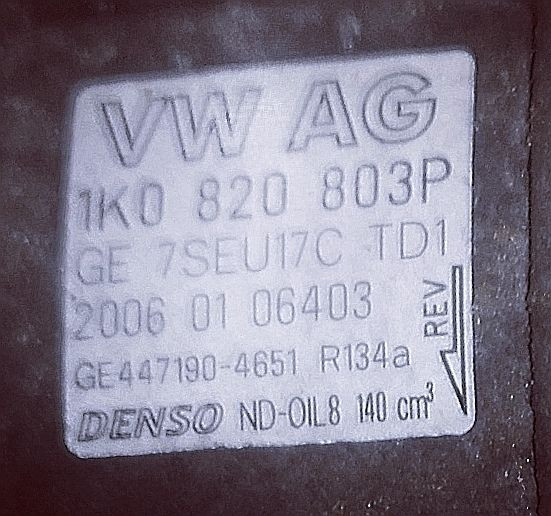 VW AG
1K0 820 803P
GE 7SEU17C TD1
2006 01 06403
GE447190-4651 R134a
DENSO ND-OIL8 140 cm³
REV